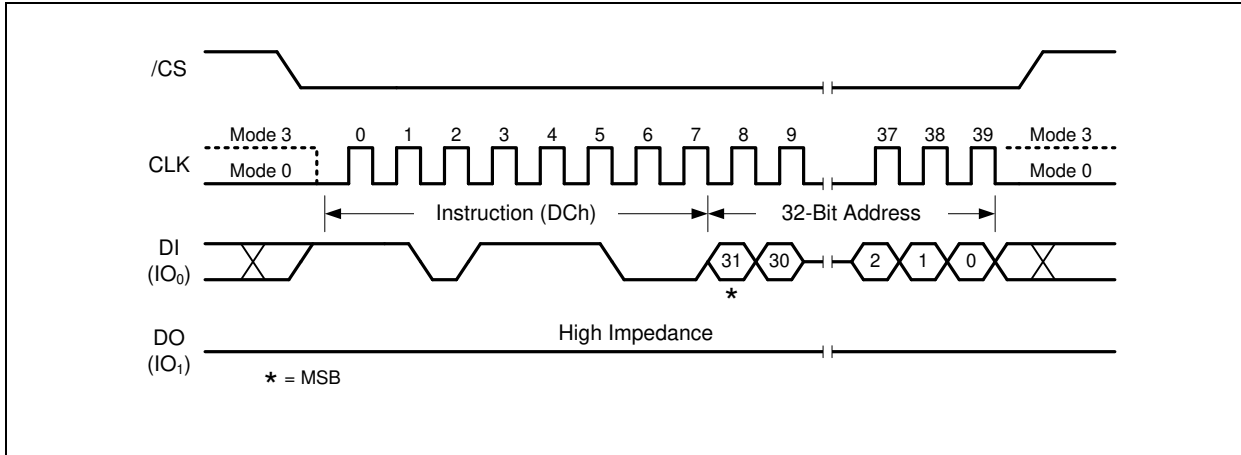 /CS
Mode 3 0 1 2 3 4 5 6 7 8 9 37 38 39 Mode 3
CLK
Mode 0 Mode 0
Instruction (DCh) 32-Bit Address
DI
(IO₀)
31 30 2 1 0
*
High Impedance
DO
(IO₁)
* = MSB